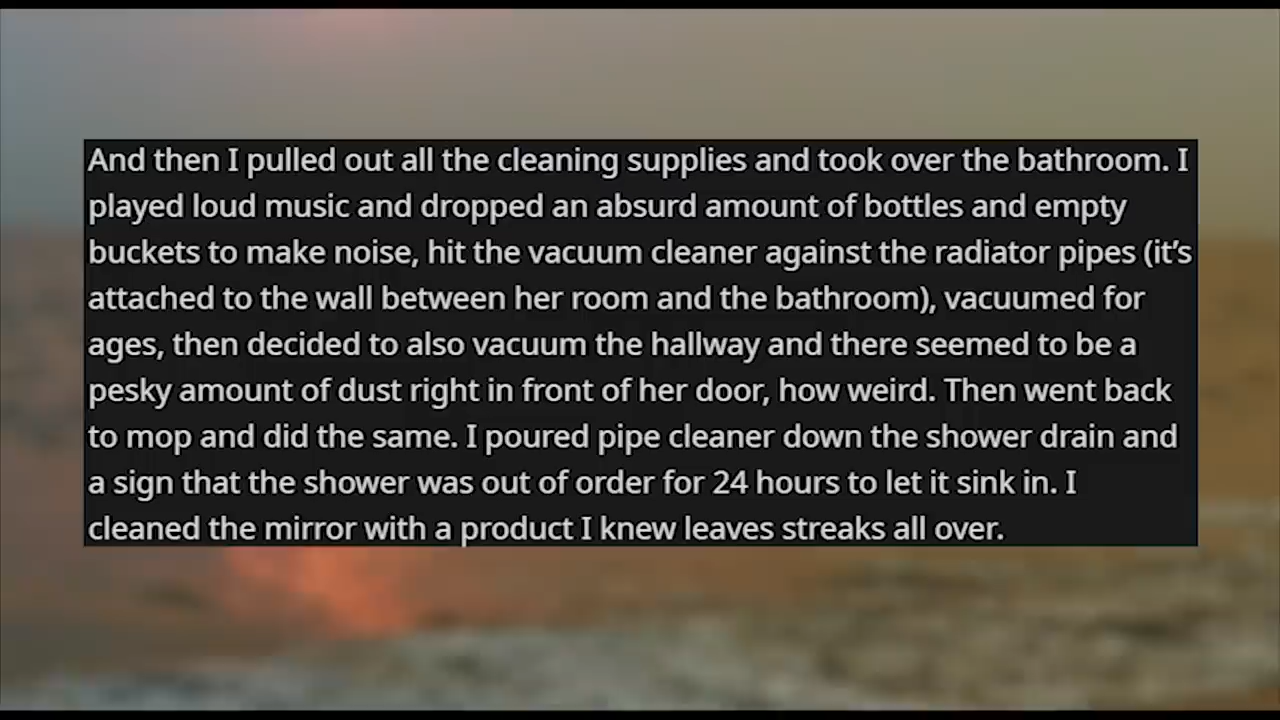 And then I pulled out all the cleaning supplies and took over the bathroom. I
played loud music and dropped an absurd amount of bottles and empty
buckets to make noise, hit the vacuum cleaner against the radiator pipes (it’s
attached to the wall between her room and the bathroom), vacuumed for
ages, then decided to also vacuum the hallway and there seemed to be a
pesky amount of dust right in front of her door, how weird. Then went back
to mop and did the same. I poured pipe cleaner down the shower drain and
a sign that the shower was out of order for 24 hours to let it sink in. I
cleaned the mirror with a product I knew leaves streaks all over.